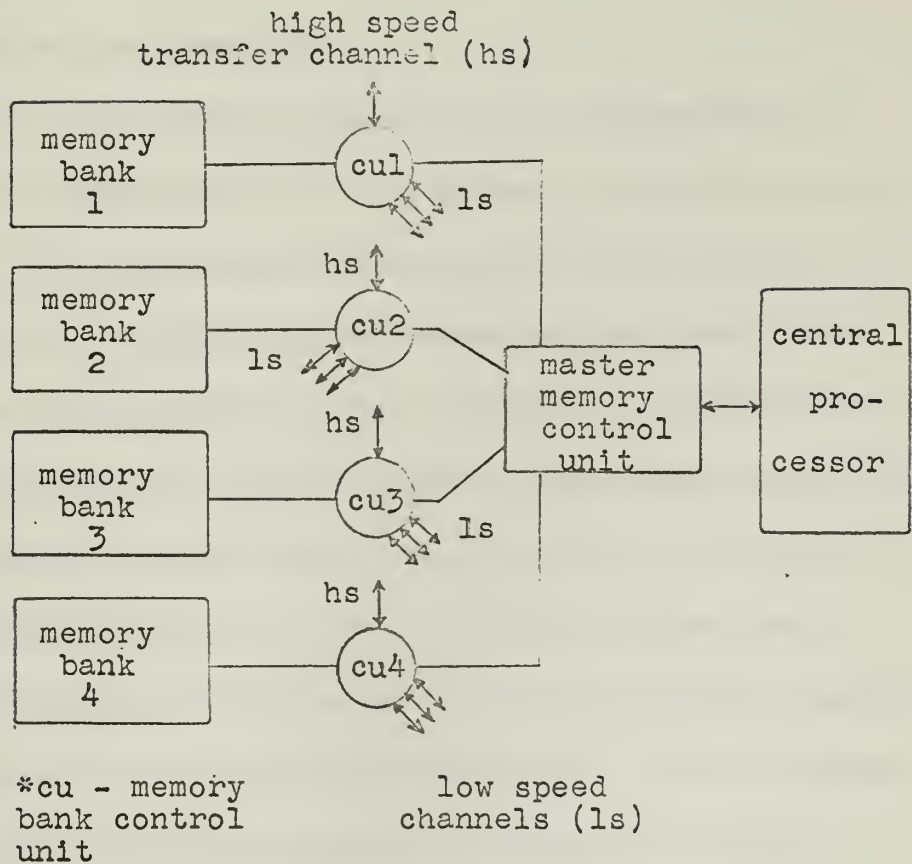 high speed
transfer channel (hs)
memory
bank
1
cu1
ls
hs
memory
bank
2
cu2
ls
master
memory
control
unit
central
pro-
cessor
hs
memory
bank
3
cu3
ls
hs
memory
bank
4
cu4
*cu - memory
bank control
unit
low speed
channels (ls)